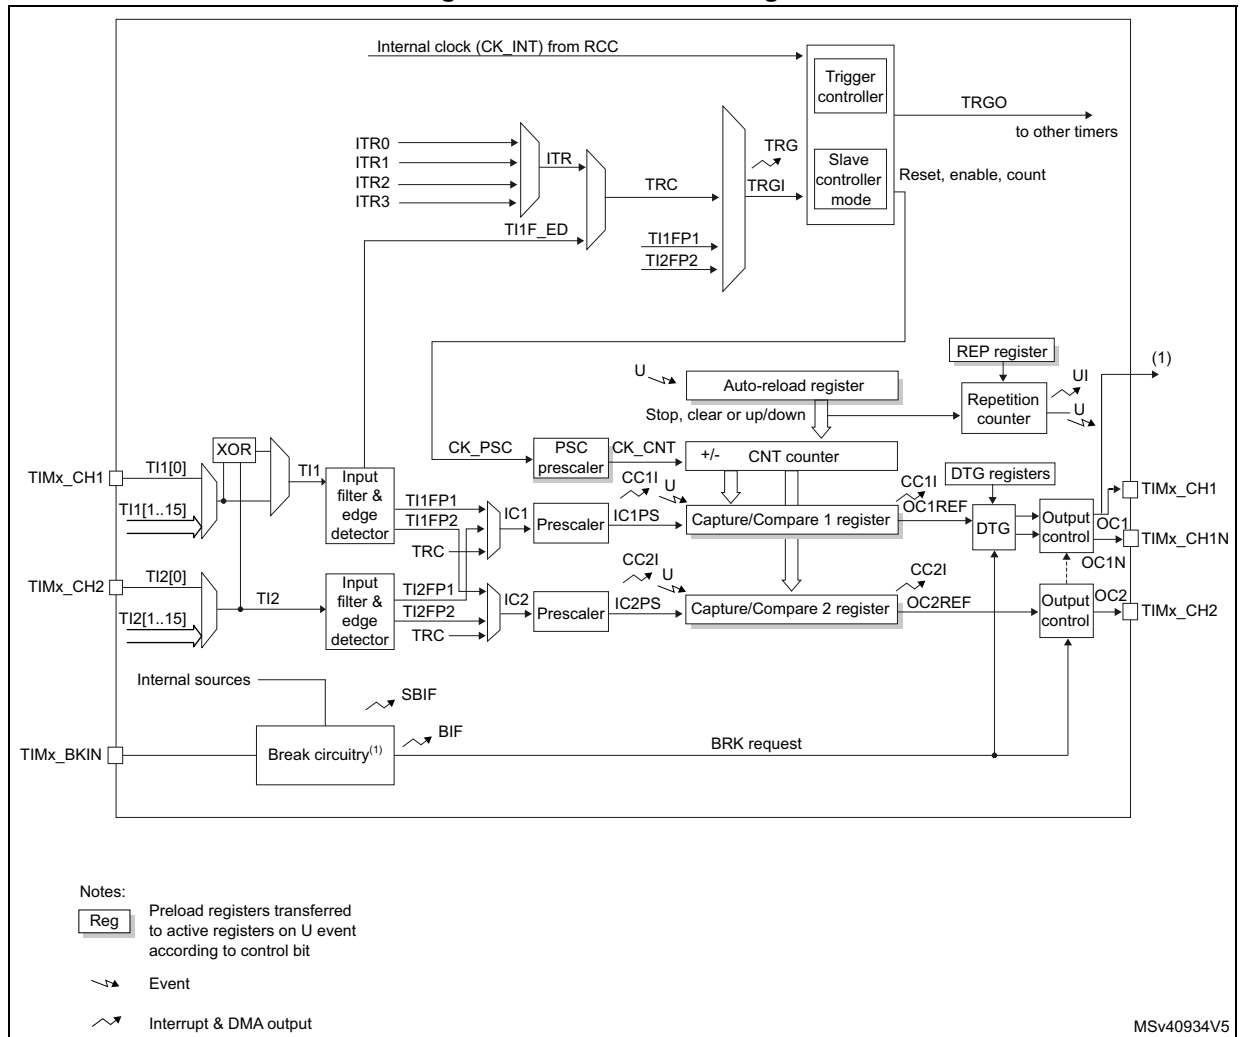 Internal clock (CK_INT) from RCC
Trigger
controller
TRGO
to other timers
ITR0
ITR1
ITR2
ITR3
ITR
TRC
TRG
TRGI
Slave
controller
mode
Reset, enable, count
TI1F_ED
TI1FP1
TI2FP2
REP register
(1)
U
Auto-reload register
UI
Repetition
counter
U
Stop, clear or up/down
XOR
CK_PSC
PSC
prescaler
CK_CNT
+/-
CNT counter
TIMx_CH1
TI1[0]
TI1
TI1[1..15]
Input
filter &
edge
detector
TI1FP1
TI1FP2
TRC
IC1
Prescaler
IC1PS
CC1I
U
Capture/Compare 1 register
CC1I
OC1REF
DTG registers
DTG
Output
control
OC1
TIMx_CH1
TIMx_CH1N
OC1N
TIMx_CH2
TI2[0]
TI2
TI2[1..15]
Input
filter &
edge
detector
TI2FP1
TI2FP2
TRC
IC2
Prescaler
IC2PS
CC2I
U
Capture/Compare 2 register
CC2I
OC2REF
Output
control
OC2
TIMx_CH2
Internal sources
SBIF
TIMx_BKIN
Break circuitry(1)
BIF
BRK request
Notes:
Reg
Preload registers transferred
to active registers on U event
according to control bit
Event
Interrupt & DMA output
MSv40934V5